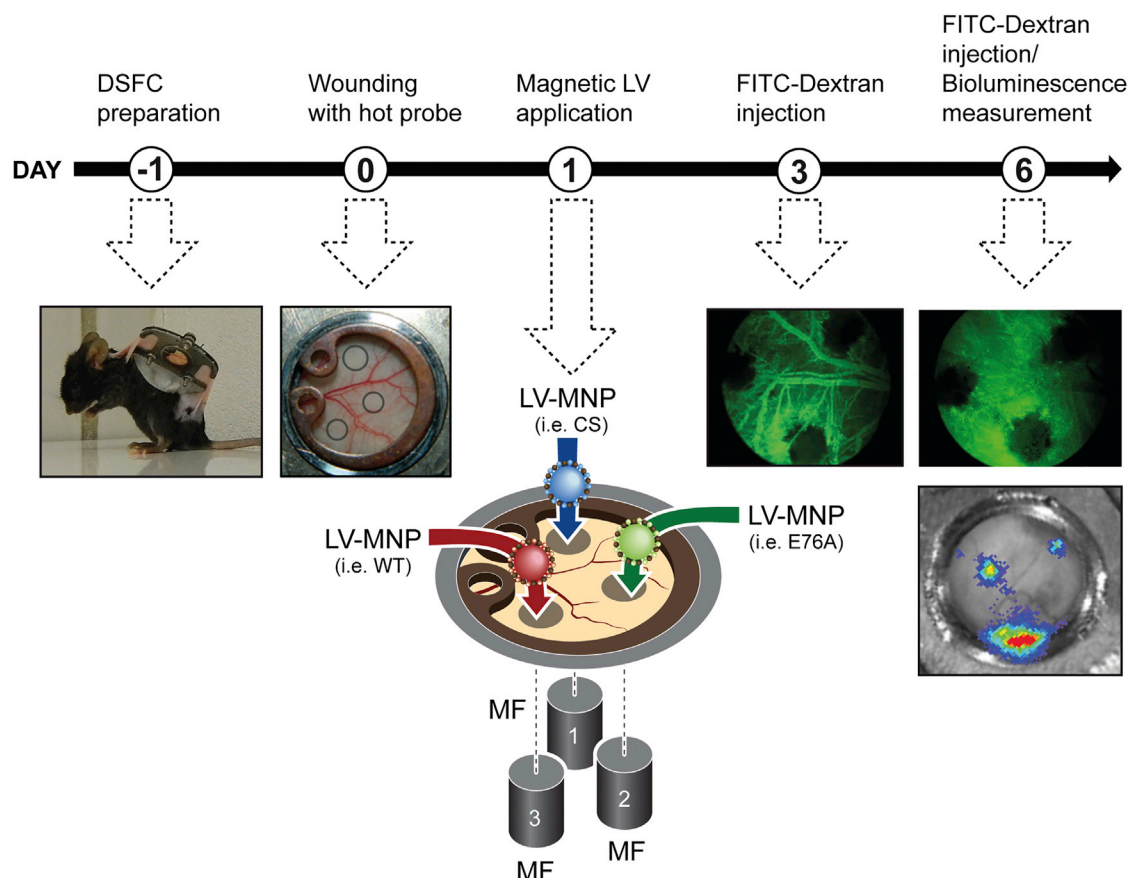 DSFC
preparation
Wounding
with hot probe
Magnetic LV
application
FITC-Dextran
injection
FITC-Dextran
injection/
Bioluminescence
measurement
DAY
-1
0
1
3
6
LV-MNP
(i.e. CS)
LV-MNP
(i.e. WT)
LV-MNP
(i.e. E76A)
MF
1
2
3
MF
MF